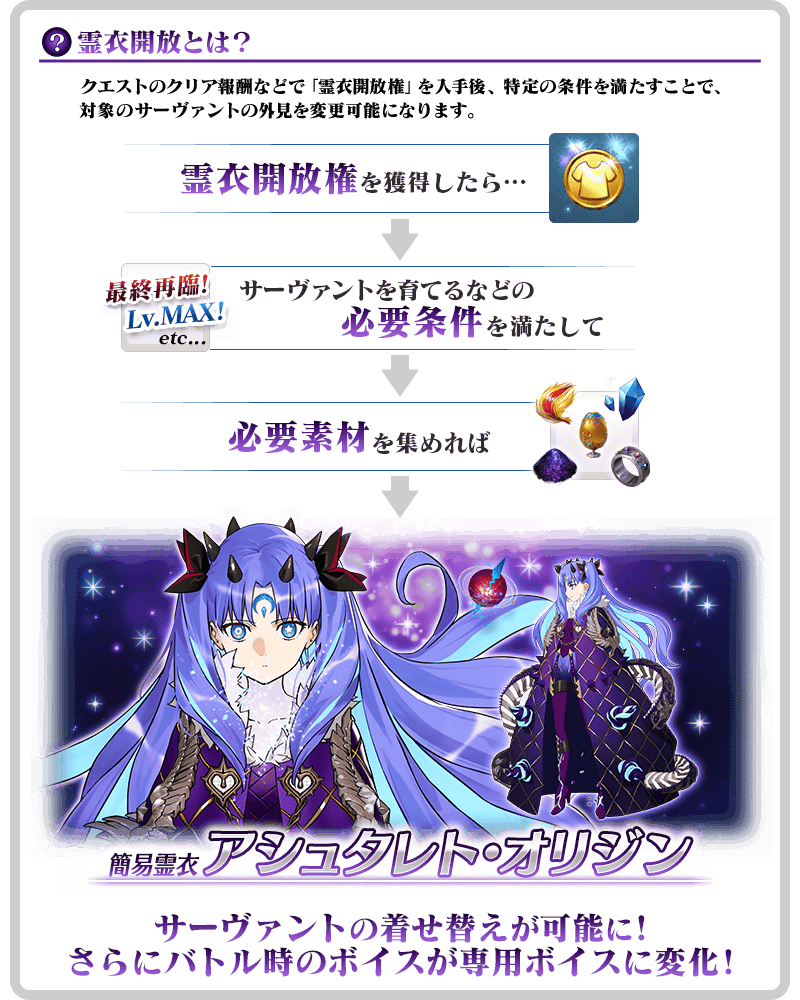 ? 霊衣開放とは？
クエストのクリア報酬などで「霊衣開放権」を入手後、特定の条件を満たすことで、
対象のサーヴァントの外見を変更可能になります。
霊衣開放権を獲得したら…
最終再臨!
Lv.MAX!
etc...
サーヴァントを育てるなどの
必要条件を満たして
必要素材を集めれば
簡易霊衣 アシュタレト・オリジン
サーヴァントの着せ替えが可能に!
さらにバトル時のボイスが専用ボイスに変化!